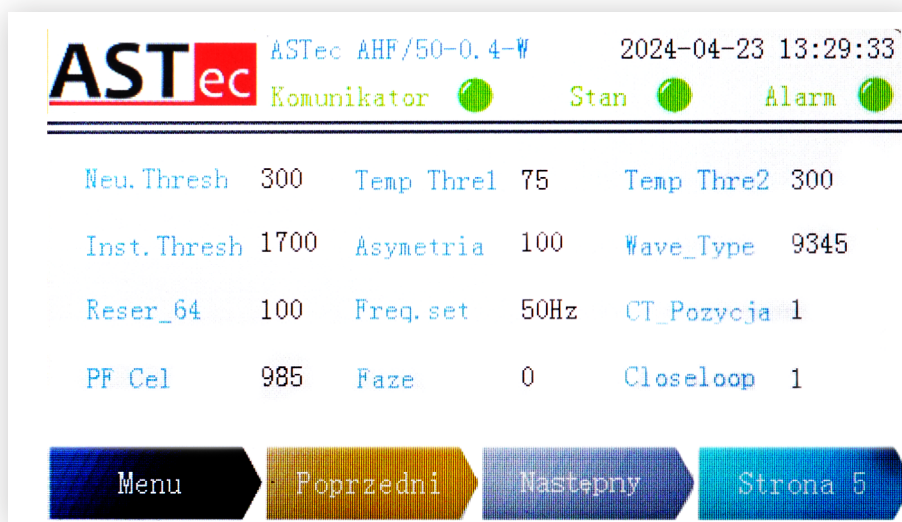 ASTec
ASTec AHF/50-0.4-W 2024-04-23 13:29:33
Komunikator Stan Alarm
Neu.Thresh 300 Temp Thre1 75 Temp Thre2 300
Inst.Thresh 1700 Asymetria 100 Wave_Type 9345
Reser_64 100 Freq.set 50Hz CT_Pozycja 1
PF Cel 985 Faze 0 Closeloop 1
Menu Poprzedni Następny Strona 5